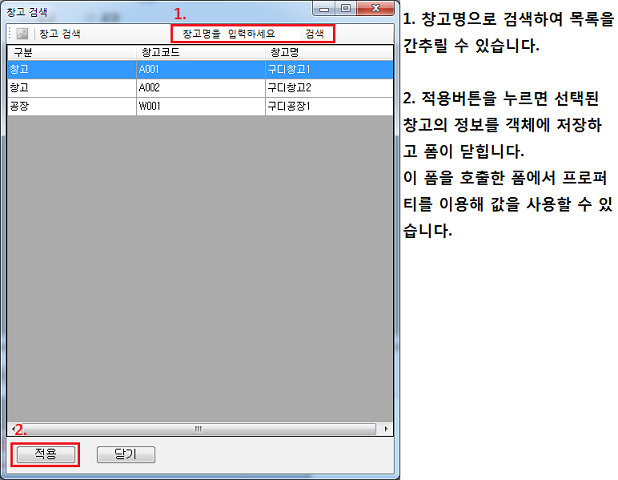 창고 검색
1.
창고 검색 창고명을 입력하세요 검색
구분 창고코드 창고명
창고 A001 구디창고1
창고 A002 구디창고2
공장 W001 구디공장1
2.
적용 닫기
1. 창고명으로 검색하여 목록을
간추릴 수 있습니다.
2. 적용버튼을 누르면 선택된
창고의 정보를 객체에 저장하
고 폼이 닫힙니다.
이 폼을 호출한 폼에서 프로퍼
티를 이용해 값을 사용할 수 있
습니다.